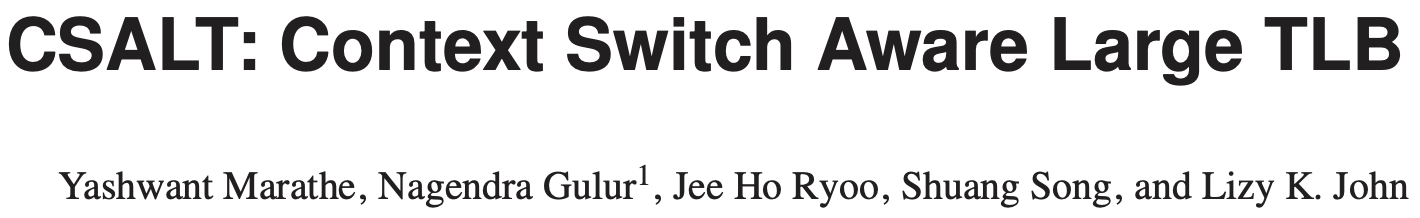 CSALT: Context Switch Aware Large TLB
Yashwant Marathe, Nagendra Gulur¹, Jee Ho Ryoo, Shuang Song, and Lizy K. John